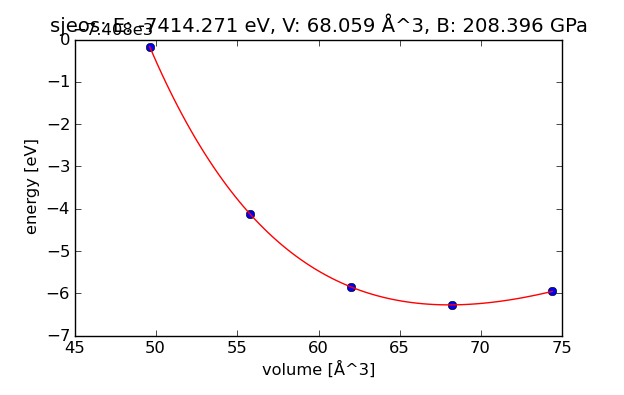 sjeos: E: -7414.271 eV, V: 68.059 Å^3, B: 208.396 GPa
−7.408e3
0
−1
−2
−3
−4
−5
−6
−7
energy [eV]
45 50 55 60 65 70 75
volume [Å^3]